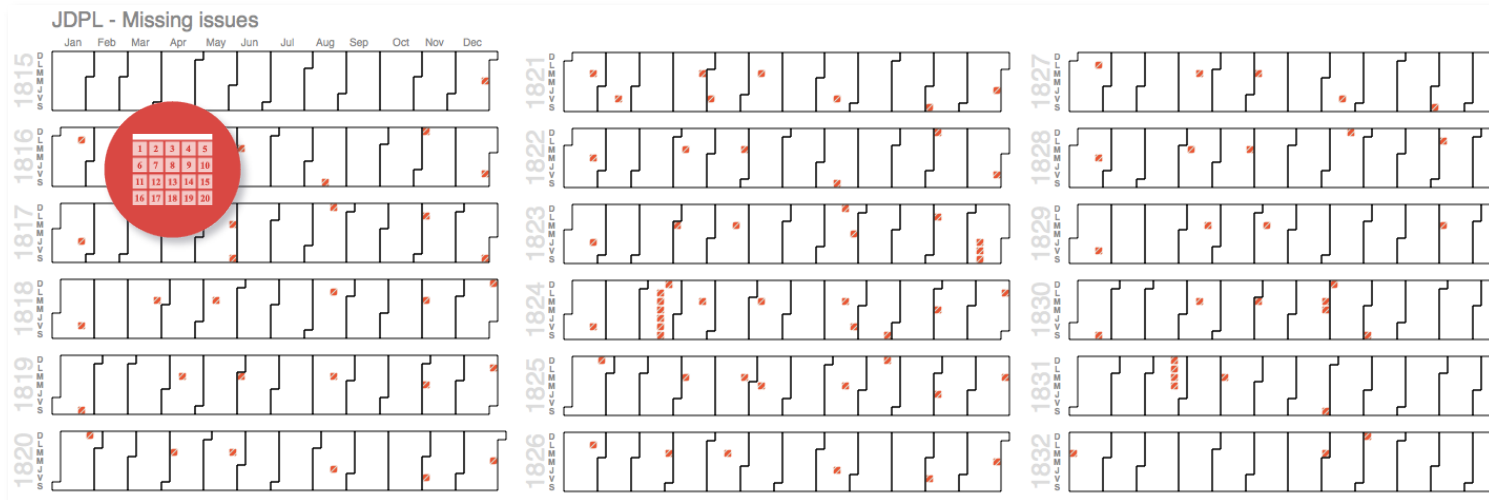 JDPL - Missing issues
Jan Feb Mar Apr May Jun Jul Aug Sep Oct Nov Dec
1815
D
L
M
M
J
V
S
1816
D
L
M
M
J
V
S
1 2 3 4 5
6 7 8 9 10
11 12 13 14 15
16 17 18 19 20
1817
D
L
M
M
J
V
S
1818
D
L
M
M
J
V
S
1819
D
L
M
M
J
V
S
1820
D
L
M
M
J
V
S
1821
D
L
M
M
J
V
S
1822
D
L
M
M
J
V
S
1823
D
L
M
M
J
V
S
1824
D
L
M
M
J
V
S
1825
D
L
M
M
J
V
S
1826
D
L
M
M
J
V
S
1827
D
L
M
M
J
V
S
1828
D
L
M
M
J
V
S
1829
D
L
M
M
J
V
S
1830
D
L
M
M
J
V
S
1831
D
L
M
M
J
V
S
1832
D
L
M
M
J
V
S